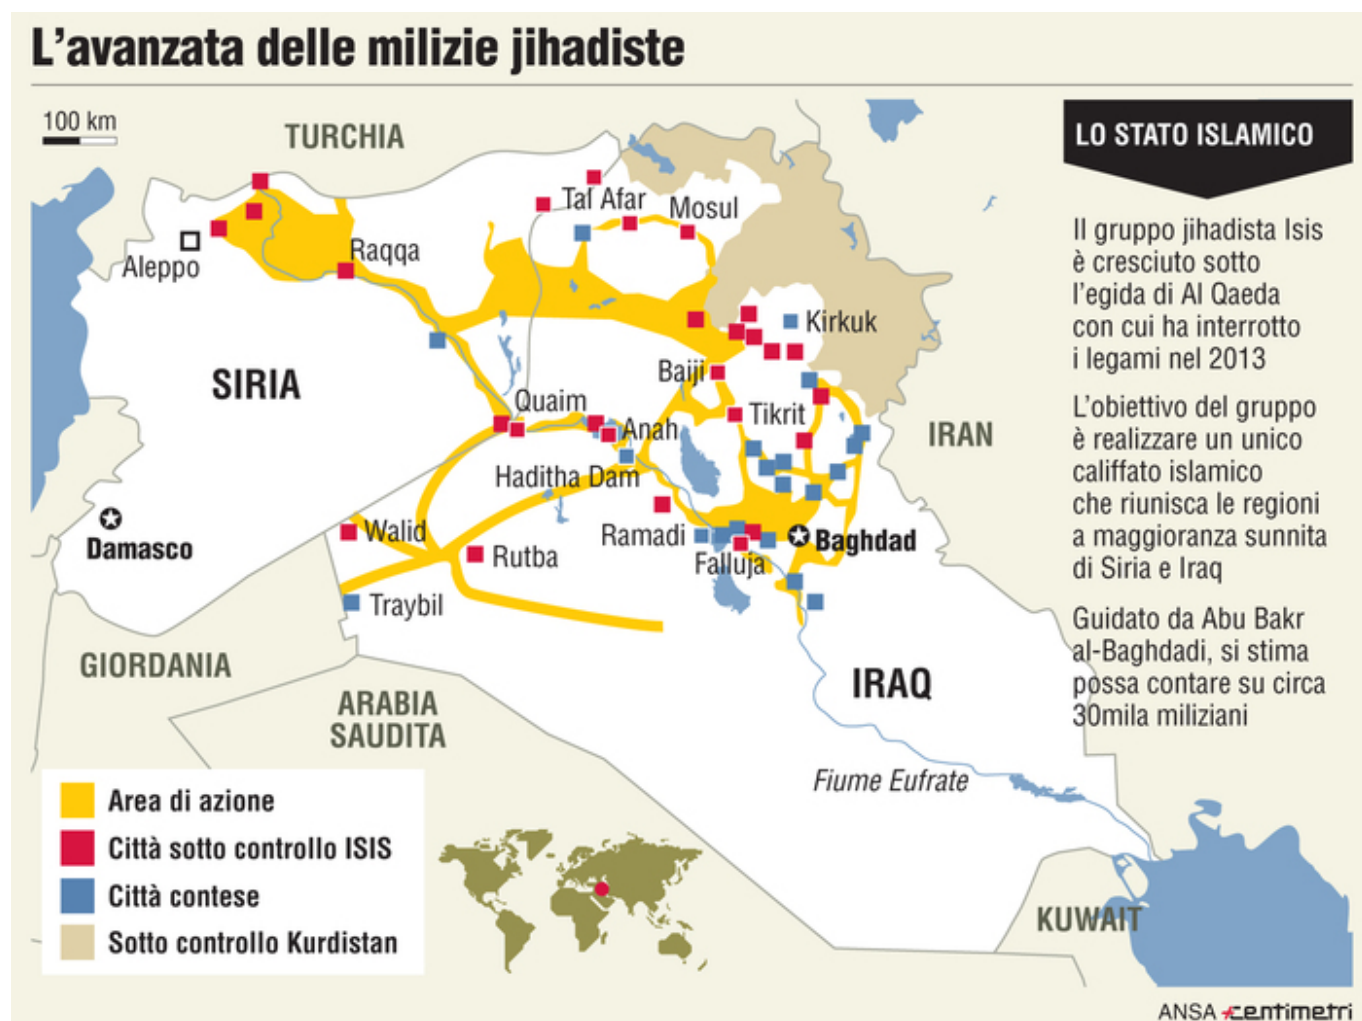 L'avanzata delle milizie jihadiste
100 km
TURCHIA
Tal Afar
Mosul
Raqqa
Aleppo
Kirkuk
Baiji
SIRIA
Quaim
Tikrit
Anah
IRAN
Haditha Dam
Damasco
Walid
Ramadi
Baghdad
Rutba
Falluja
Traybil
GIORDANIA
IRAQ
ARABIA
SAUDITA
Fiume Eufrate
KUWAIT
LO STATO ISLAMICO
Il gruppo jihadista Isis
è cresciuto sotto
l'egida di Al Qaeda
con cui ha interrotto
i legami nel 2013
L'obiettivo del gruppo
è realizzare un unico
califfato islamico
che riunisca le regioni
a maggioranza sunnita
di Siria e Iraq
Guidato da Abu Bakr
al-Baghdadi, si stima
possa contare su circa
30mila miliziani
Area di azione
Città sotto controllo ISIS
Città contese
Sotto controllo Kurdistan
ANSA centimetri